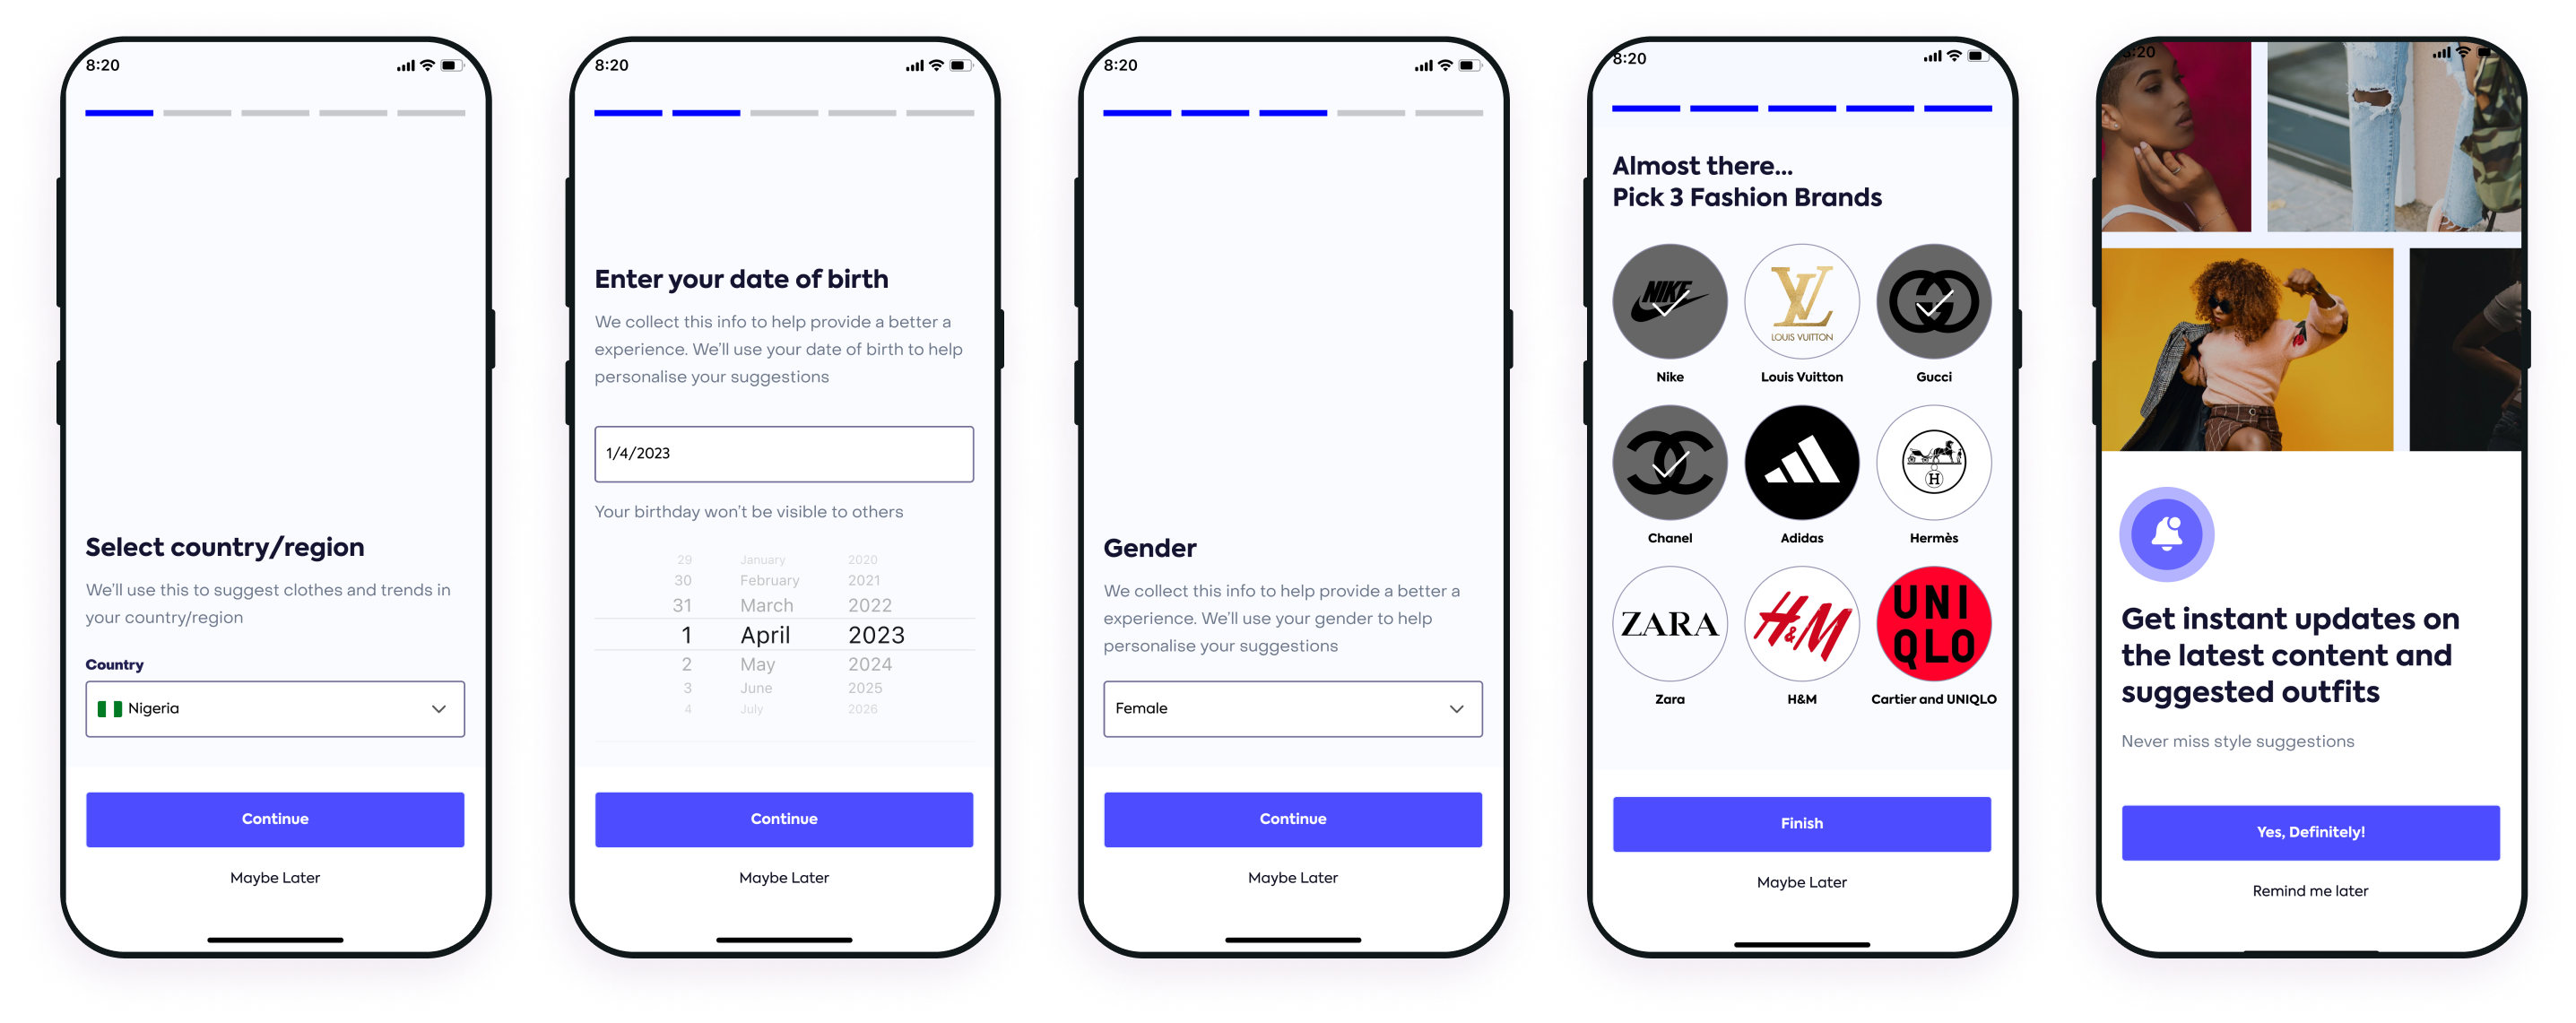 8:20
Select country/region
We'll use this to suggest clothes and trends in
your country/region
Country
Nigeria
Continue
Maybe Later
8:20
Enter your date of birth
We collect this info to help provide a better a
experience. We'll use your date of birth to help
personalise your suggestions
1/4/2023
Your birthday won't be visible to others
29 January 2020
30 February 2021
31 March 2022
1 April 2023
2 May 2024
3 June 2025
4 July 2026
Continue
Maybe Later
8:20
Gender
We collect this info to help provide a better a
experience. We'll use your gender to help
personalise your suggestions
Female
Continue
Maybe Later
8:20
Almost there...
Pick 3 Fashion Brands
NIKE
LV
LOUIS VUITTON
Nike
Louis Vuitton
Gucci
H
Chanel
Adidas
Hermès
ZARA
H&M
UNI
QLO
Zara
H&M
Cartier and UNIQLO
Finish
Maybe Later
8:20
Get instant updates on
the latest content and
suggested outfits
Never miss style suggestions
Yes, Definitely!
Remind me later